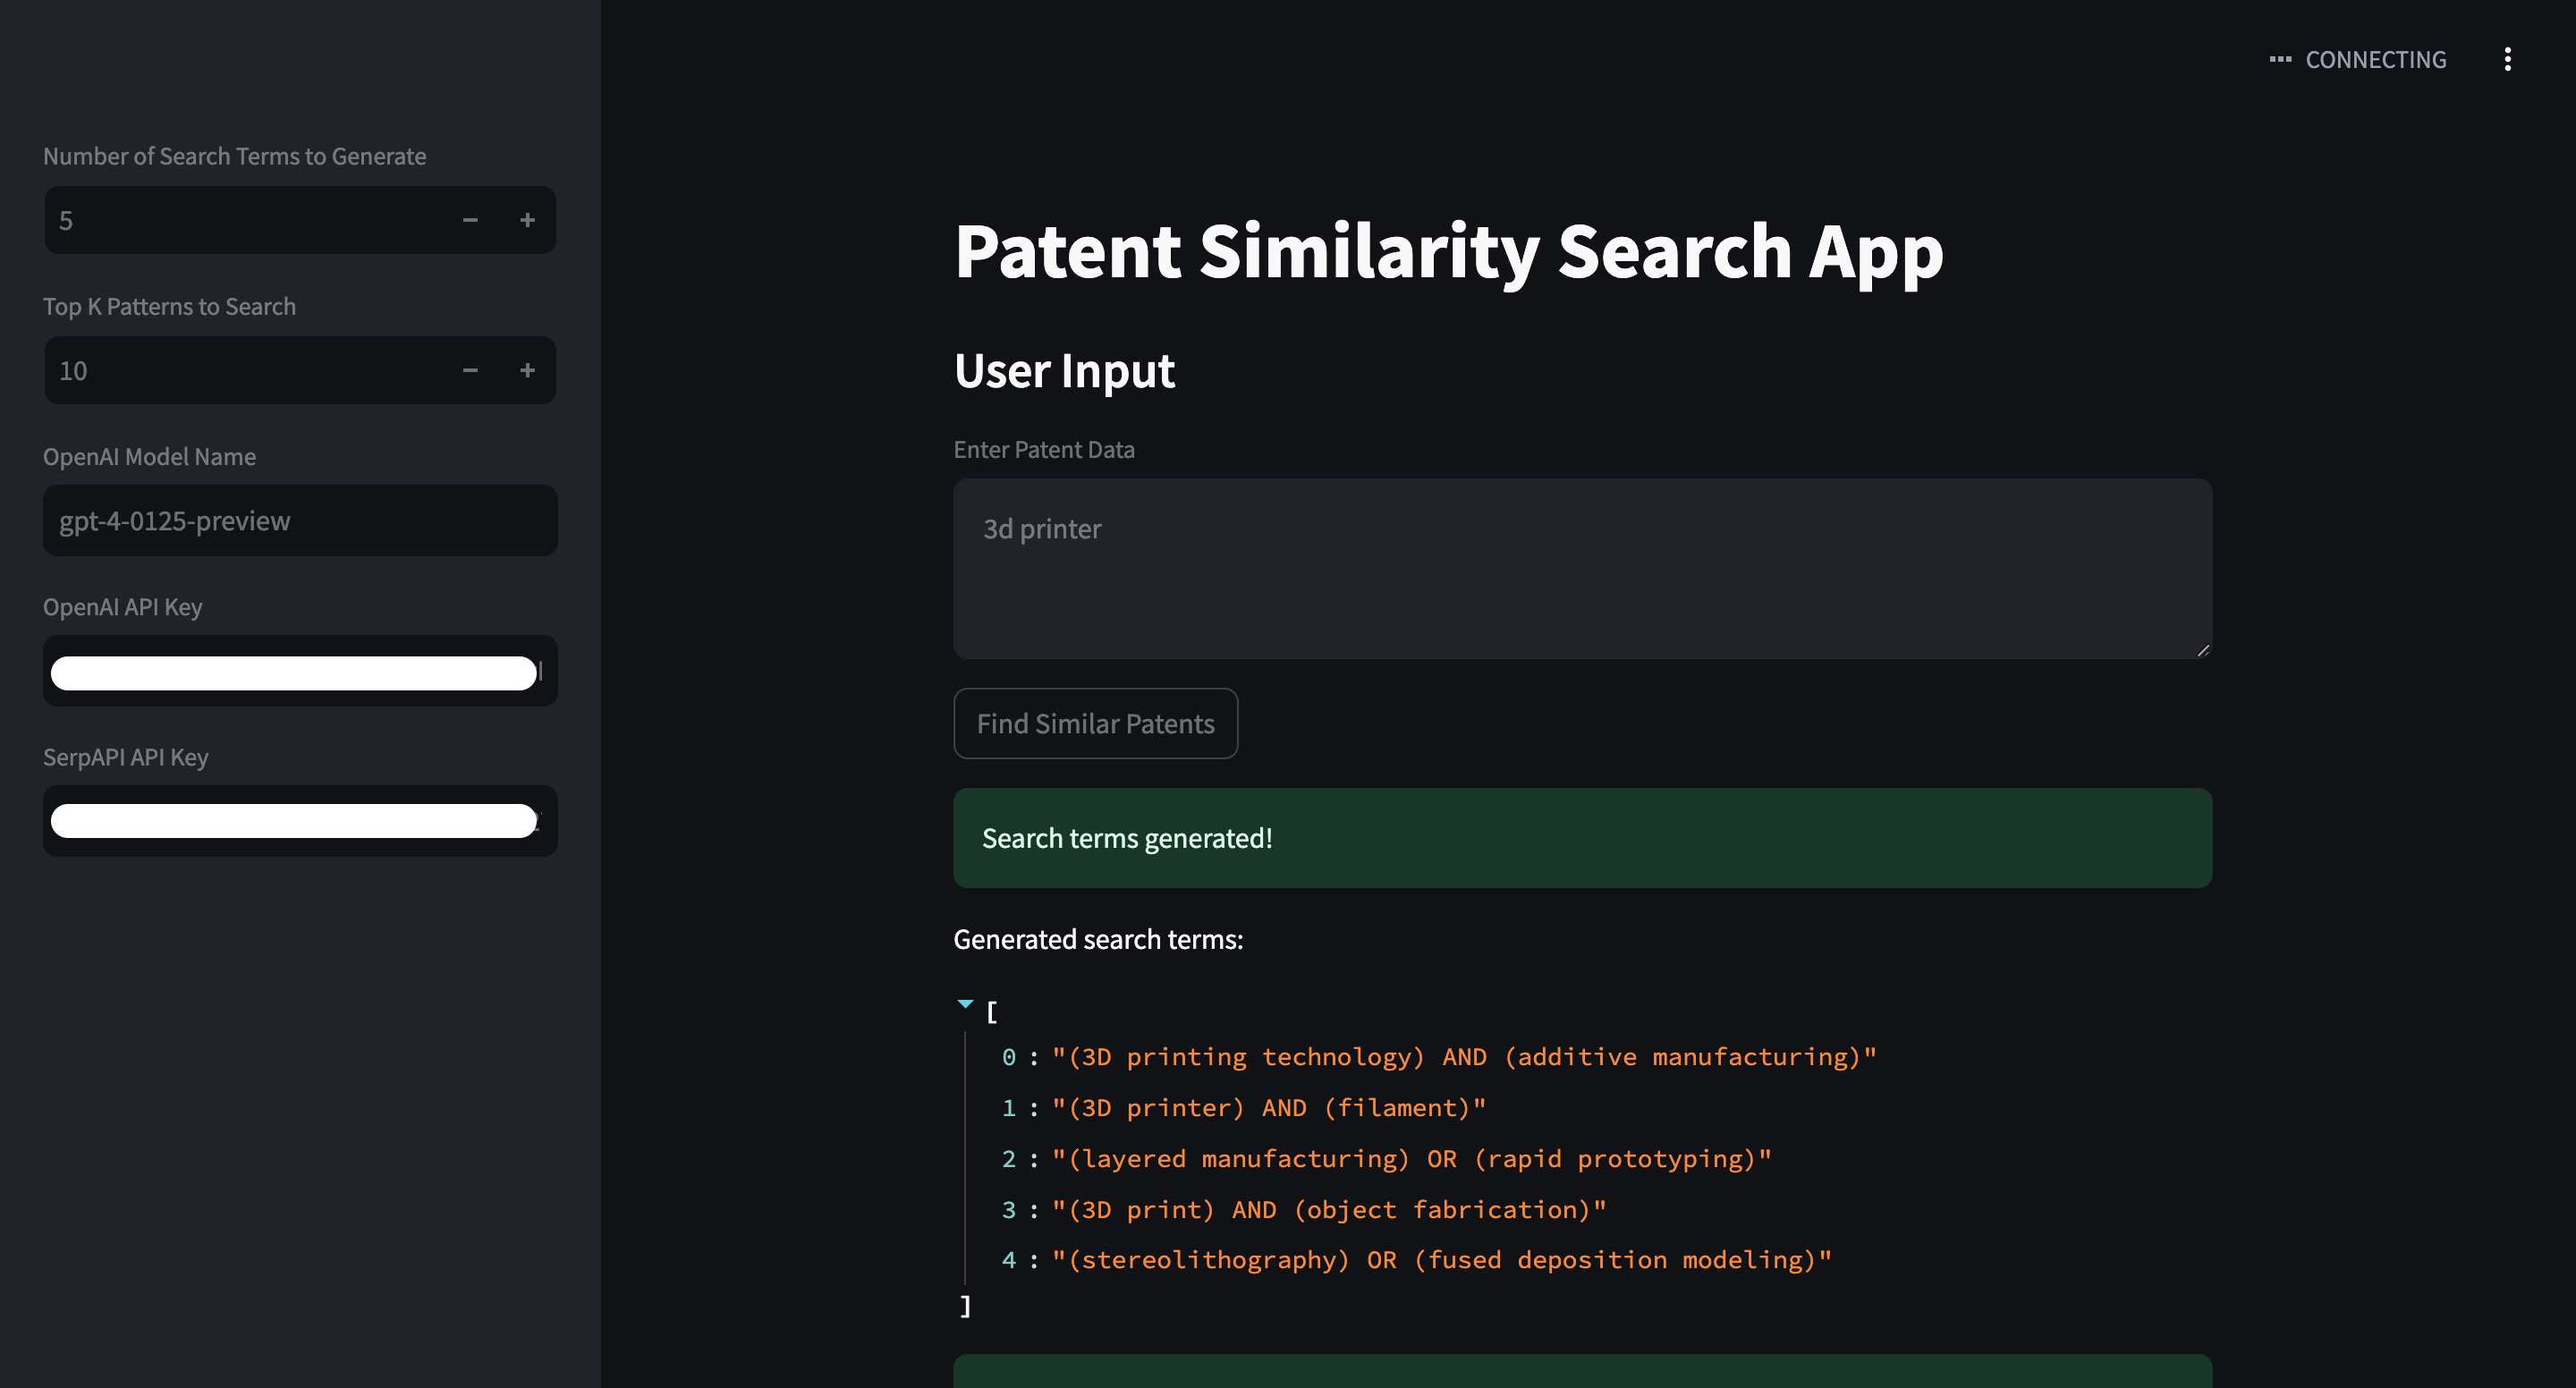 CONNECTING
Number of Search Terms to Generate
5
Top K Patterns to Search
10
OpenAI Model Name
gpt-4-0125-preview
OpenAI API Key
SerpAPI API Key
Patent Similarity Search App
User Input
Enter Patent Data
3d printer
Find Similar Patents
Search terms generated!
Generated search terms:
[
0 : "(3D printing technology) AND (additive manufacturing)"
1 : "(3D printer) AND (filament)"
2 : "(layered manufacturing) OR (rapid prototyping)"
3 : "(3D print) AND (object fabrication)"
4 : "(stereolithography) OR (fused deposition modeling)"
]